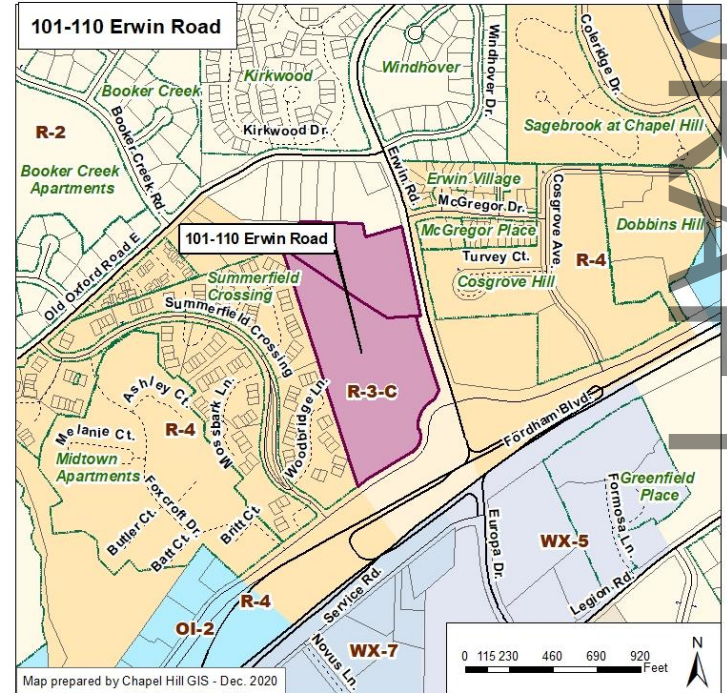 101-110 Erwin Road
Kirkwood
Kirkwood Dr.
Windhover
Windhover Dr.
Coleridge Dr.
Sagebrook at Chapel Hill
Booker Creek
R-2
Booker Creek Rd.
Booker Creek
Apartments
Erwin Rd.
Erwin Village
McGregor Dr.
McGregor Place
Cosgrove Ave.
Dobbins Hill
Turvey Ct.
R-4
Cosgrove Hill
101-110 Erwin Road
Old Oxford Road E
Summerfield
Crossing
Summerfield Crossing
R-3-C
Ashley Ct.
Mossbark Ln.
Woodbridge Ln.
R-4
Melanie Ct.
Midtown
Apartments
Foxcroft Dr.
Butler Ct.
Batt Ct.
Britt Ct.
Fordham Blvd.
Greenfield
Place
Formosa Ln.
Europa Dr.
WX-5
Legion Rd.
Service Rd.
OI-2
R-4
Novus Ln.
WX-7
0 115 230 460 690 920
Feet
N
Map prepared by Chapel Hill GIS - Dec. 2020